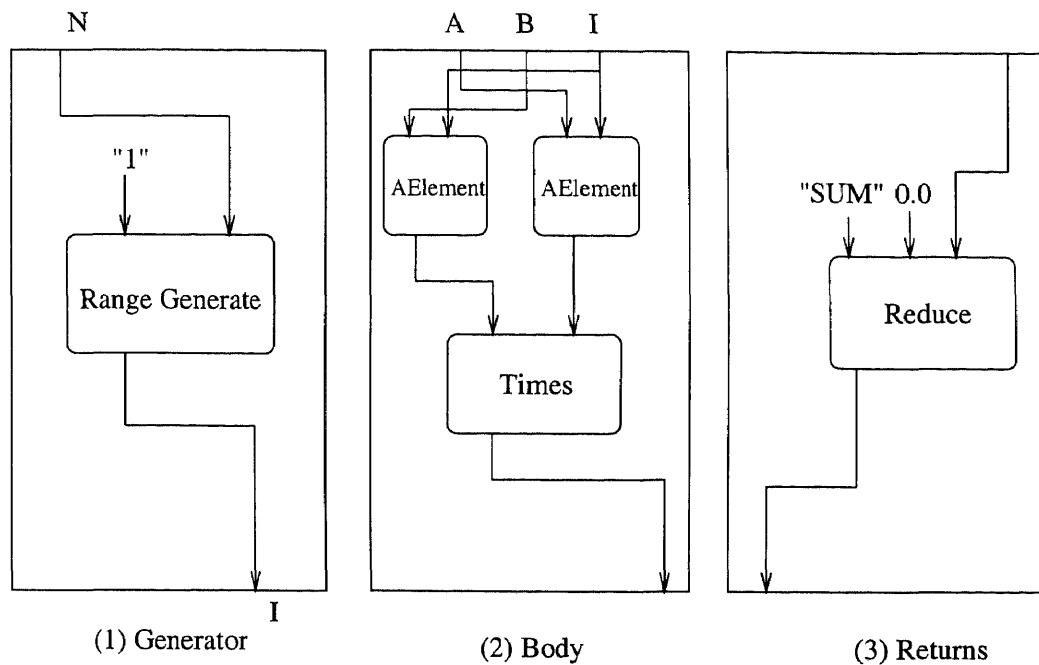 N
"1"
Range Generate
I
(1) Generator
A B I
AElement AElement
Times
(2) Body
"SUM" 0.0
Reduce
(3) Returns